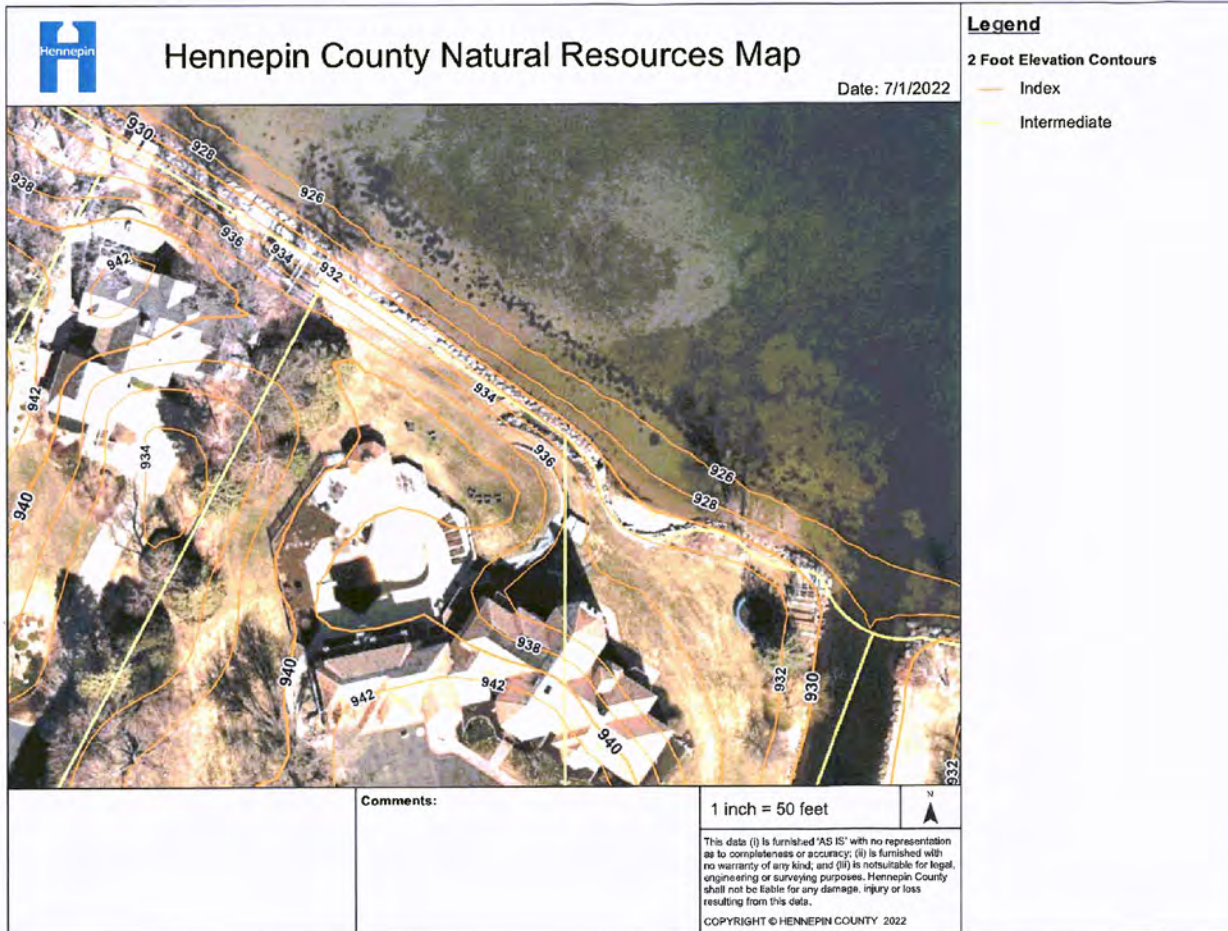 Hennepin
Hennepin County Natural Resources Map
Date: 7/1/2022
Legend
2 Foot Elevation Contours
Index
Intermediate
930
928
926
938
936
934
932
942
942
934
940
934
936
926
928
940
938
942
942
940
932
930
932
Comments:
1 inch = 50 feet
N
This data (i) is furnished 'AS IS' with no representation
as to completeness or accuracy; (ii) is furnished with
no warranty of any kind; and (iii) is notsuitable for legal,
engineering or surveying purposes. Hennepin County
shall not be liable for any damage, injury or loss
resulting from this data.
COPYRIGHT © HENNEPIN COUNTY 2022